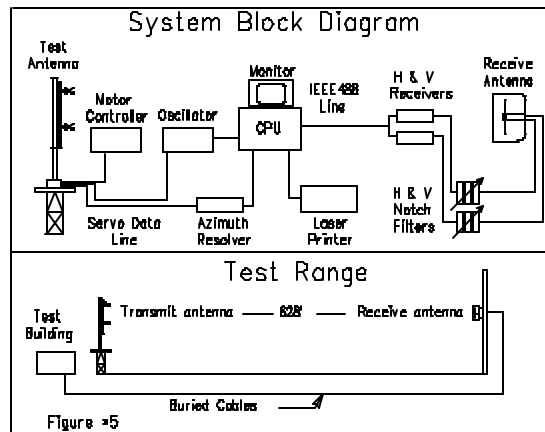 System Block Diagram
Test
Antenna
Motor
Controller
Oscillator
Monitor
CPU
IEEE488
Line
H & V
Receivers
Receive
Antenna
Servo Data
Line
Azimuth
Resolver
Laser
Printer
H & V
Notch
Filters
Test Range
Test
Building
Transmit antenna — 628' — Receive antenna
Buried Cables
Figure #5